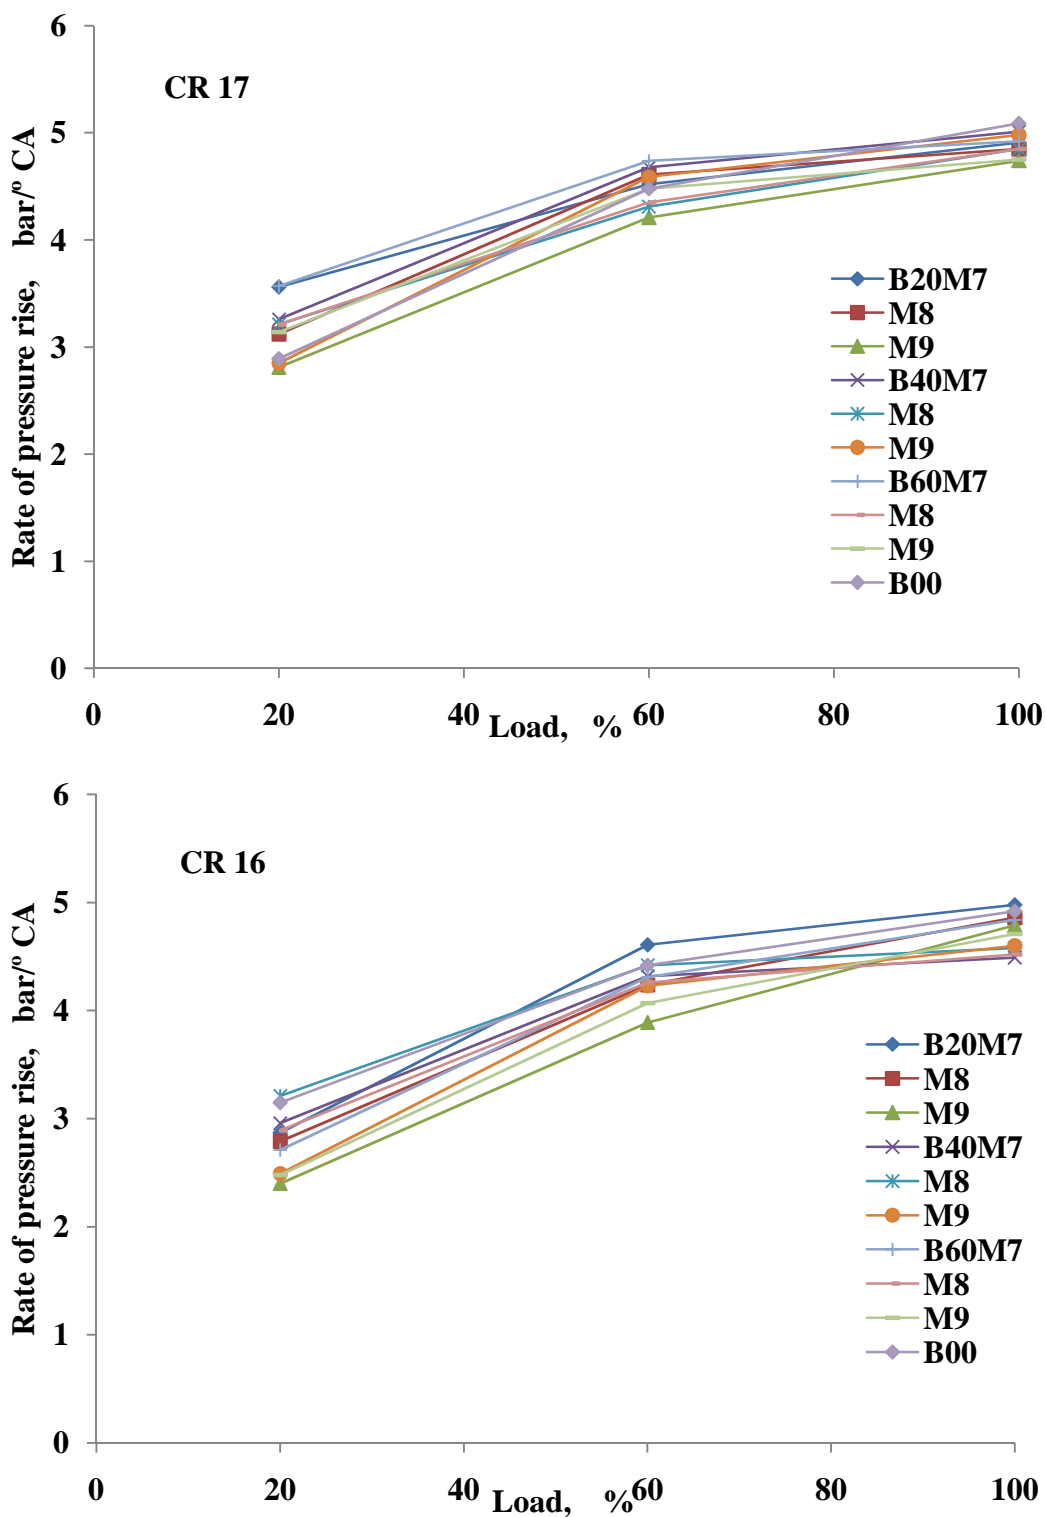 6
CR 17
5
4
3
2
1
0
Rate of pressure rise, bar/º CA
B20M7
M8
M9
B40M7
M8
M9
B60M7
M8
M9
B00
0 20 40 60 80 100
Load, %
6
CR 16
5
4
3
2
1
0
Rate of pressure rise, bar/º CA
B20M7
M8
M9
B40M7
M8
M9
B60M7
M8
M9
B00
0 20 40 60 80 100
Load, %